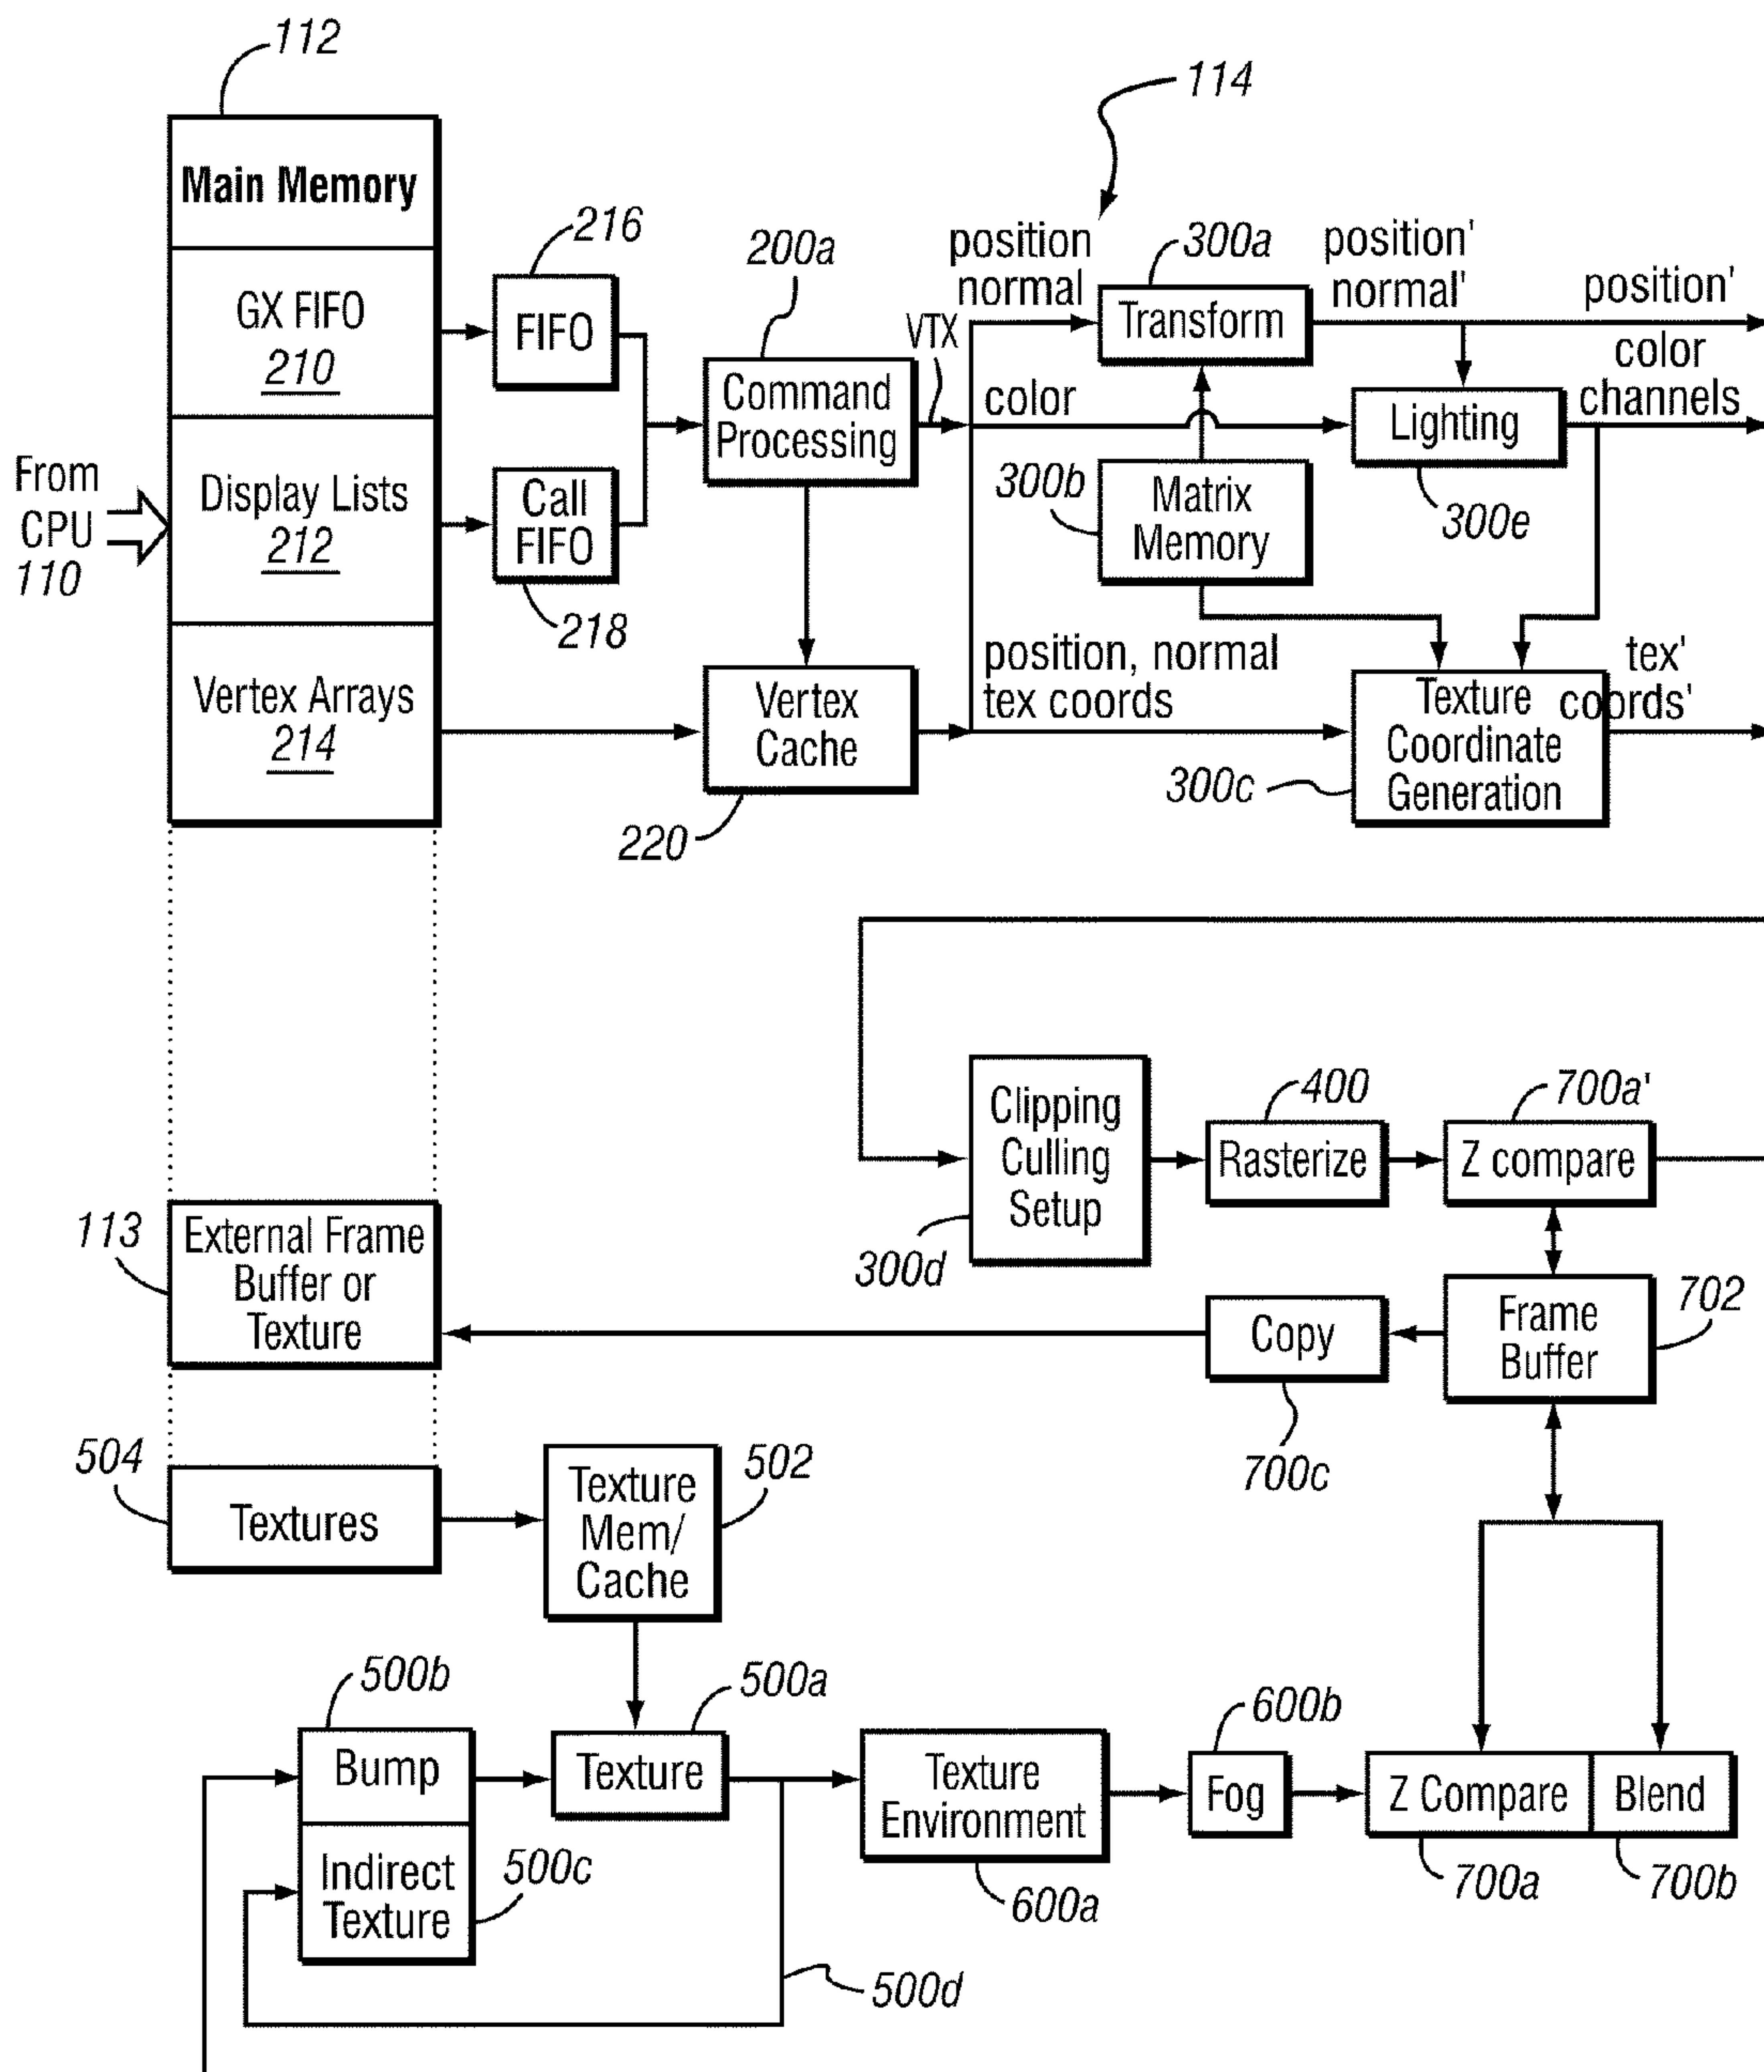 112
114
Main Memory
GX FIFO
210
Display Lists
212
Vertex Arrays
214
From
CPU
110
216
FIFO
Call
FIFO
218
200a
Command
Processing
VTX
Vertex
Cache
220
position
normal
300a
Transform
position'
normal'
position'
color
Lighting
color
channels
300e
300b
Matrix
Memory
position, normal
tex coords
Texture
Coordinate
Generation
300c
tex'
coords'
Clipping
Culling
Setup
300d
400
Rasterize
700a'
Z compare
113
External Frame
Buffer or
Texture
Copy
700c
Frame
Buffer
702
504
Textures
Texture
Mem/
Cache
502
500b
Bump
Indirect
Texture
500c
500a
Texture
500d
Texture
Environment
600a
600b
Fog
Z Compare
Blend
700a
700b